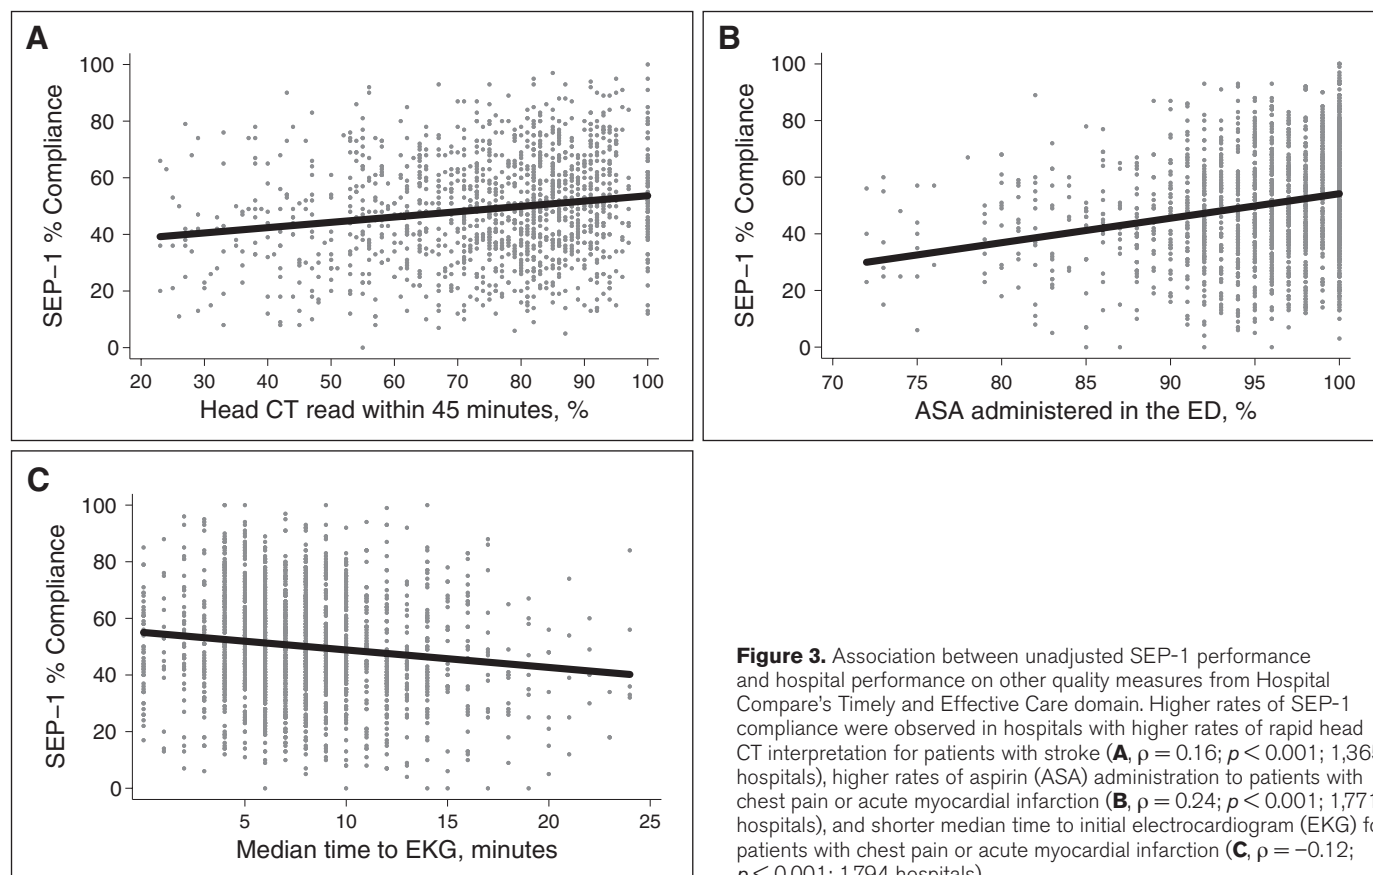 A
100
80
60
40
20
0
SEP–1 % Compliance
20 30 40 50 60 70 80 90 100
Head CT read within 45 minutes, %
B
100
80
60
40
20
0
SEP–1 % Compliance
70 75 80 85 90 95 100
ASA administered in the ED, %
C
100
80
60
40
20
0
SEP–1 % Compliance
5 10 15 20 25
Median time to EKG, minutes
Figure 3. Association between unadjusted SEP-1 performance
and hospital performance on other quality measures from Hospital
Compare's Timely and Effective Care domain. Higher rates of SEP-1
compliance were observed in hospitals with higher rates of rapid head
CT interpretation for patients with stroke (A, ρ = 0.16; p < 0.001;
hospitals), higher rates of aspirin (ASA) administration to patients with
chest pain or acute myocardial infarction (B, ρ = 0.24; p < 0.001; 1,771
hospitals), and shorter median time to initial electrocardiogram (EKG)
patients with chest pain or acute myocardial infarction (C, ρ = –0.12;
p < 0.001; 1,794 hospitals)